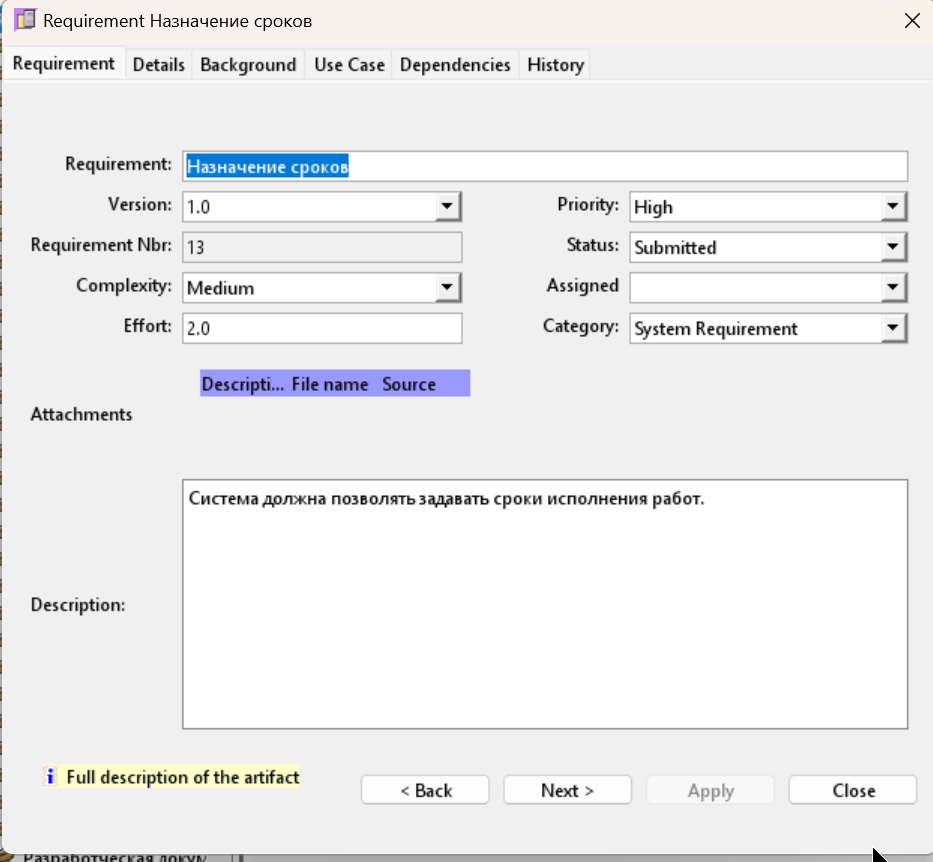 Requirement Назначение сроков
Requirement Details Background Use Case Dependencies History
Requirement: Назначение сроков
Version: 1.0 Priority: High
Requirement Nbr: 13 Status: Submitted
Complexity: Medium Assigned
Effort: 2.0 Category: System Requirement
Descripti... File name Source
Attachments
Система должна позволять задавать сроки исполнения работ.
Description:
Full description of the artifact
< Back Next > Apply Close
Разработческая докум